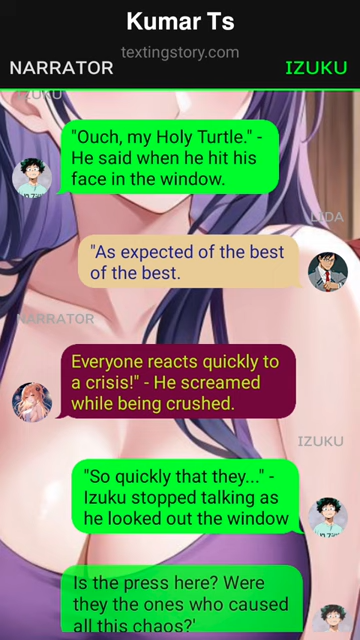 Kumar Ts
textingstory.com
NARRATOR
IZUKU
IZUKU
"Ouch, my Holy Turtle." -
He said when he hit his
face in the window.
IIDA
"As expected of the best
of the best.
NARRATOR
Everyone reacts quickly to
a crisis!" - He screamed
while being crushed.
IZUKU
"So quickly that they..." -
Izuku stopped talking as
he looked out the window
Is the press here? Were
they the ones who caused
all this chaos?'